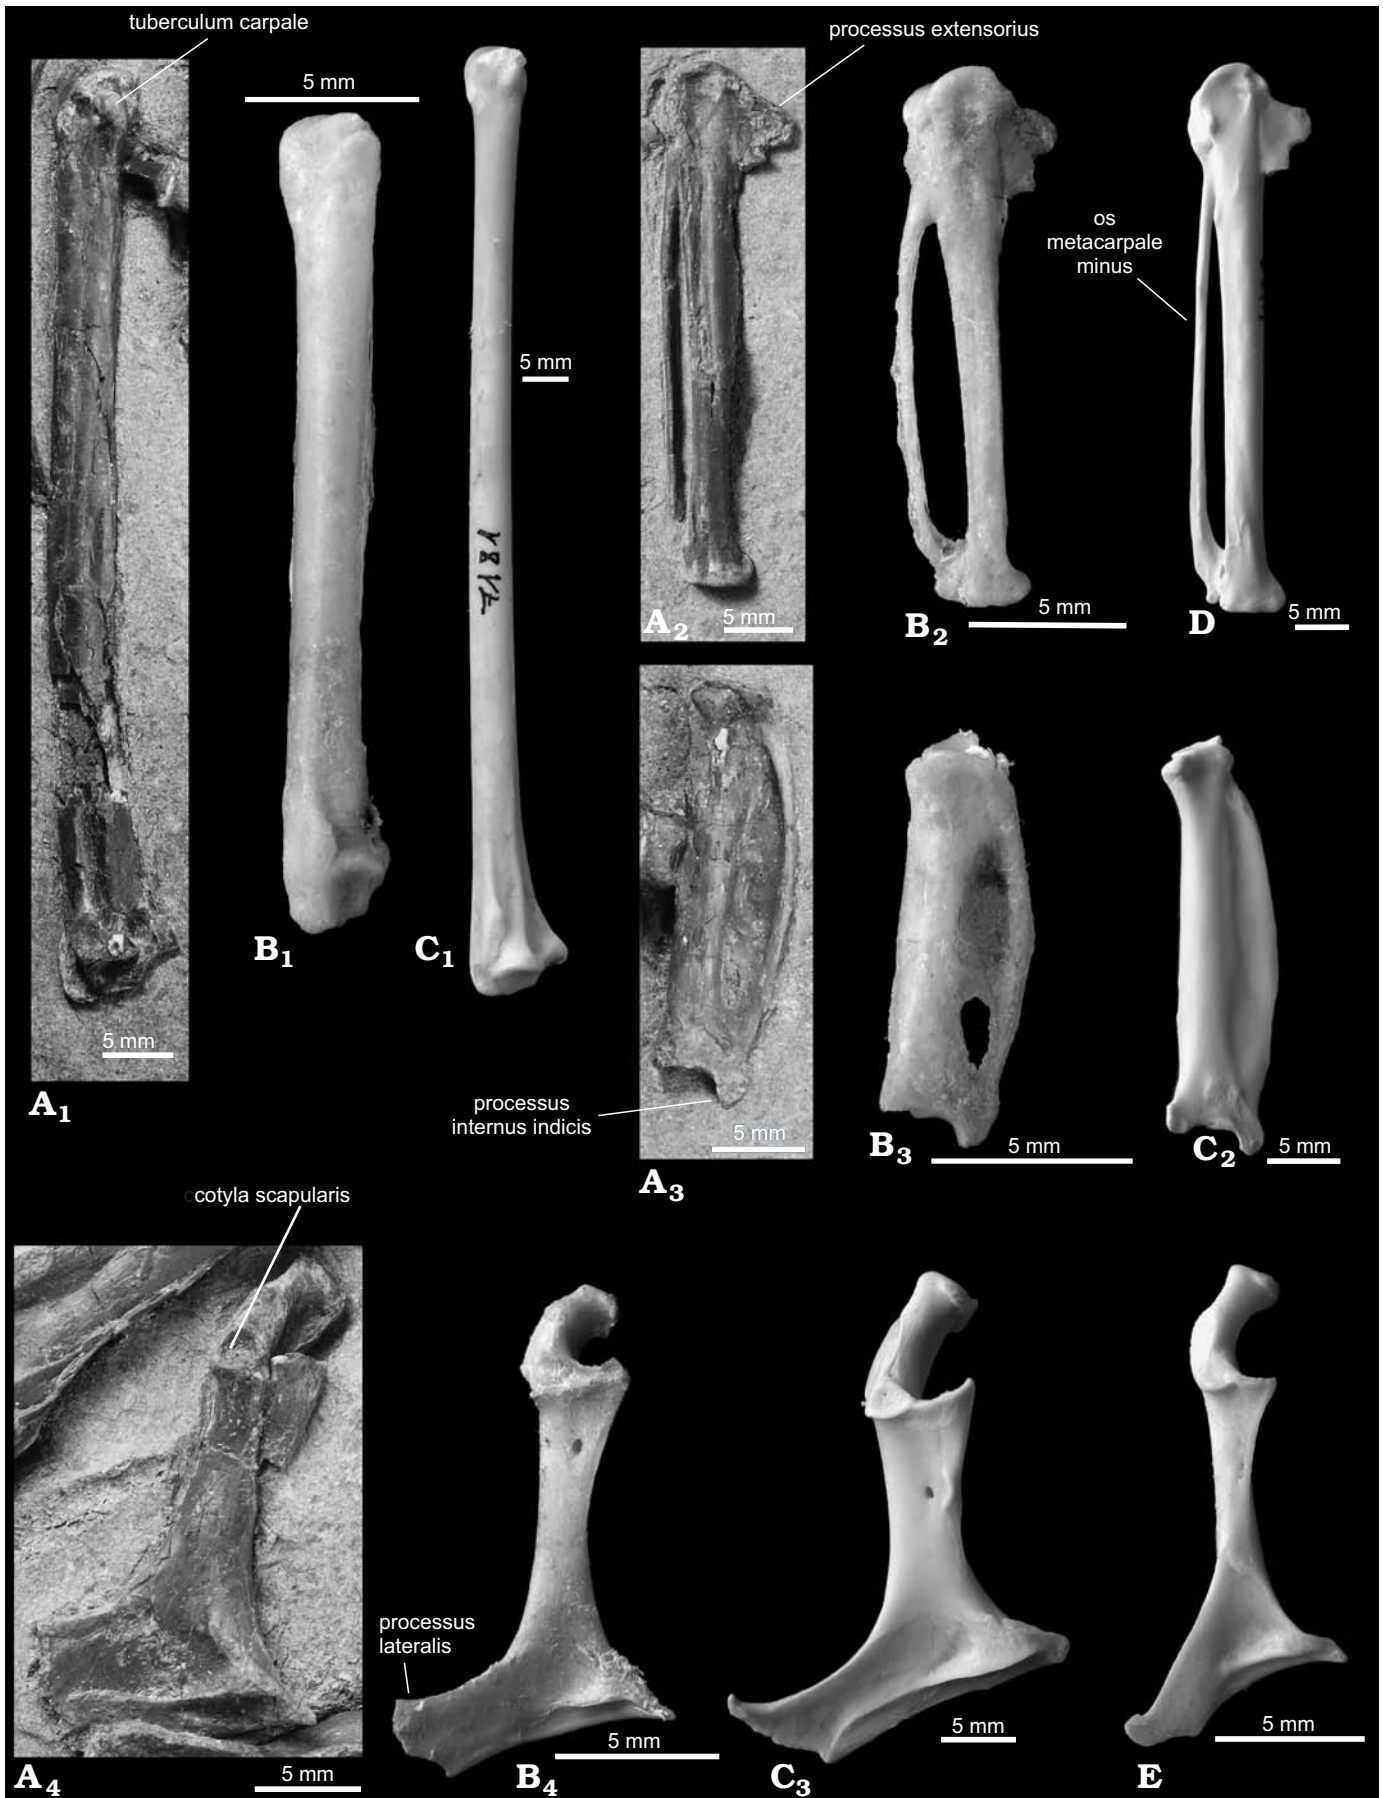 tuberculum carpale
processus extensorius
5 mm
os
metacarpale
minus
5 mm
5 mm
A2
5 mm
B2
5 mm
D
5 mm
B1
C1
5 mm
A1
processus
internus indicis
5 mm
A3
B3
5 mm
C2
5 mm
cotyla scapularis
processus
lateralis
A4
5 mm
B4
5 mm
C3
5 mm
E
5 mm